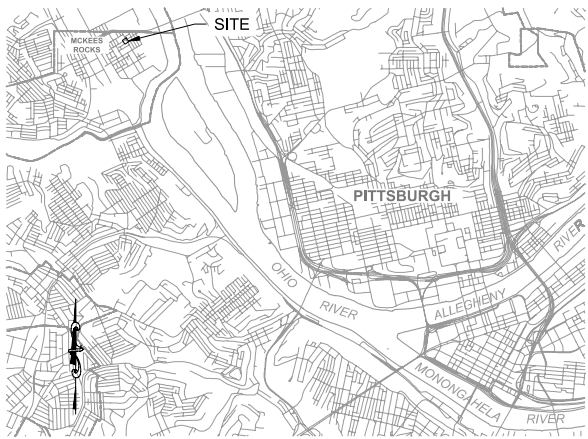 SITE
MCKEES
ROCKS
PITTSBURGH
OHIO
RIVER
ALLEGHENY
RIVER
MONONGAHELA
RIVER